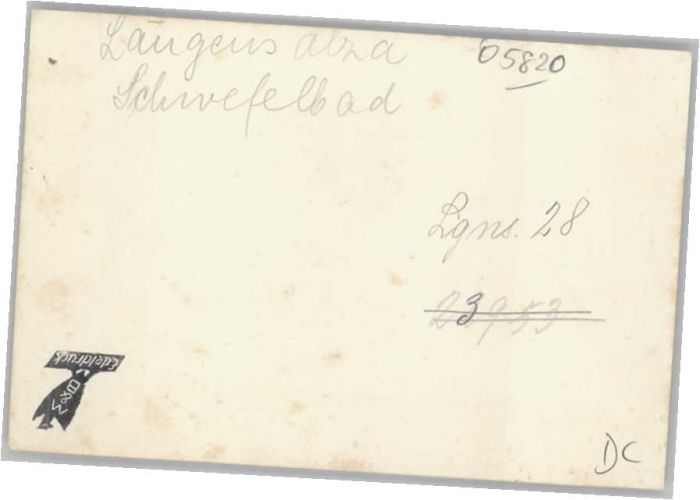 Langensalza
Schwefelbad
05820
Lgns. 28
23953
Edeldruck
DC